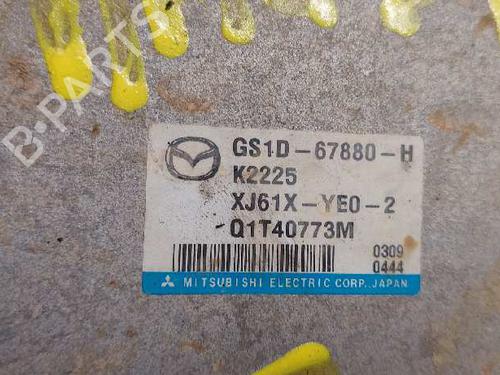 B-PARTS
GS1D-67880-H
K2225
XJ61X-YE0-2
Q1T40773M
0309
0444
MITSUBISHI ELECTRIC CORP., JAPAN